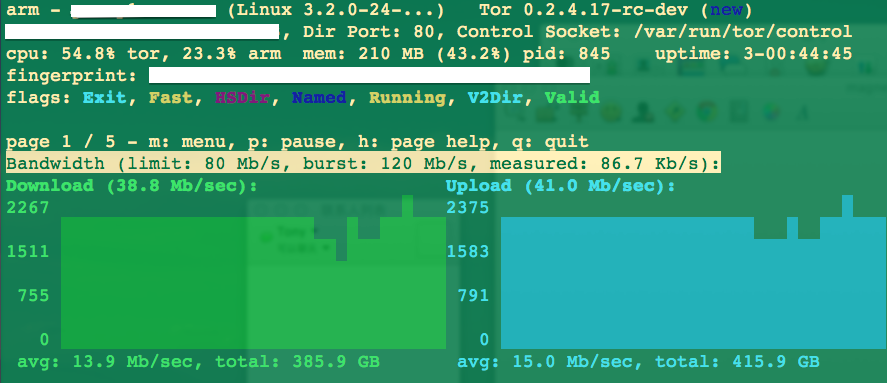 arm - (Linux 3.2.0-24-...) Tor 0.2.4.17-rc-dev (new)
, Dir Port: 80, Control Socket: /var/run/tor/control
cpu: 54.8% tor, 23.3% arm mem: 210 MB (43.2%) pid: 845 uptime: 3-00:44:45
fingerprint:
flags: Exit, Fast, HSDir, Named, Running, V2Dir, Valid
page 1 / 5 - m: menu, p: pause, h: page help, q: quit
Bandwidth (limit: 80 Mb/s, burst: 120 Mb/s, measured: 86.7 Kb/s):
Download (38.8 Mb/sec): Upload (41.0 Mb/sec):
2267 2375
1511 1583
755 791
0 0
avg: 13.9 Mb/sec, total: 385.9 GB avg: 15.0 Mb/sec, total: 415.9 GB